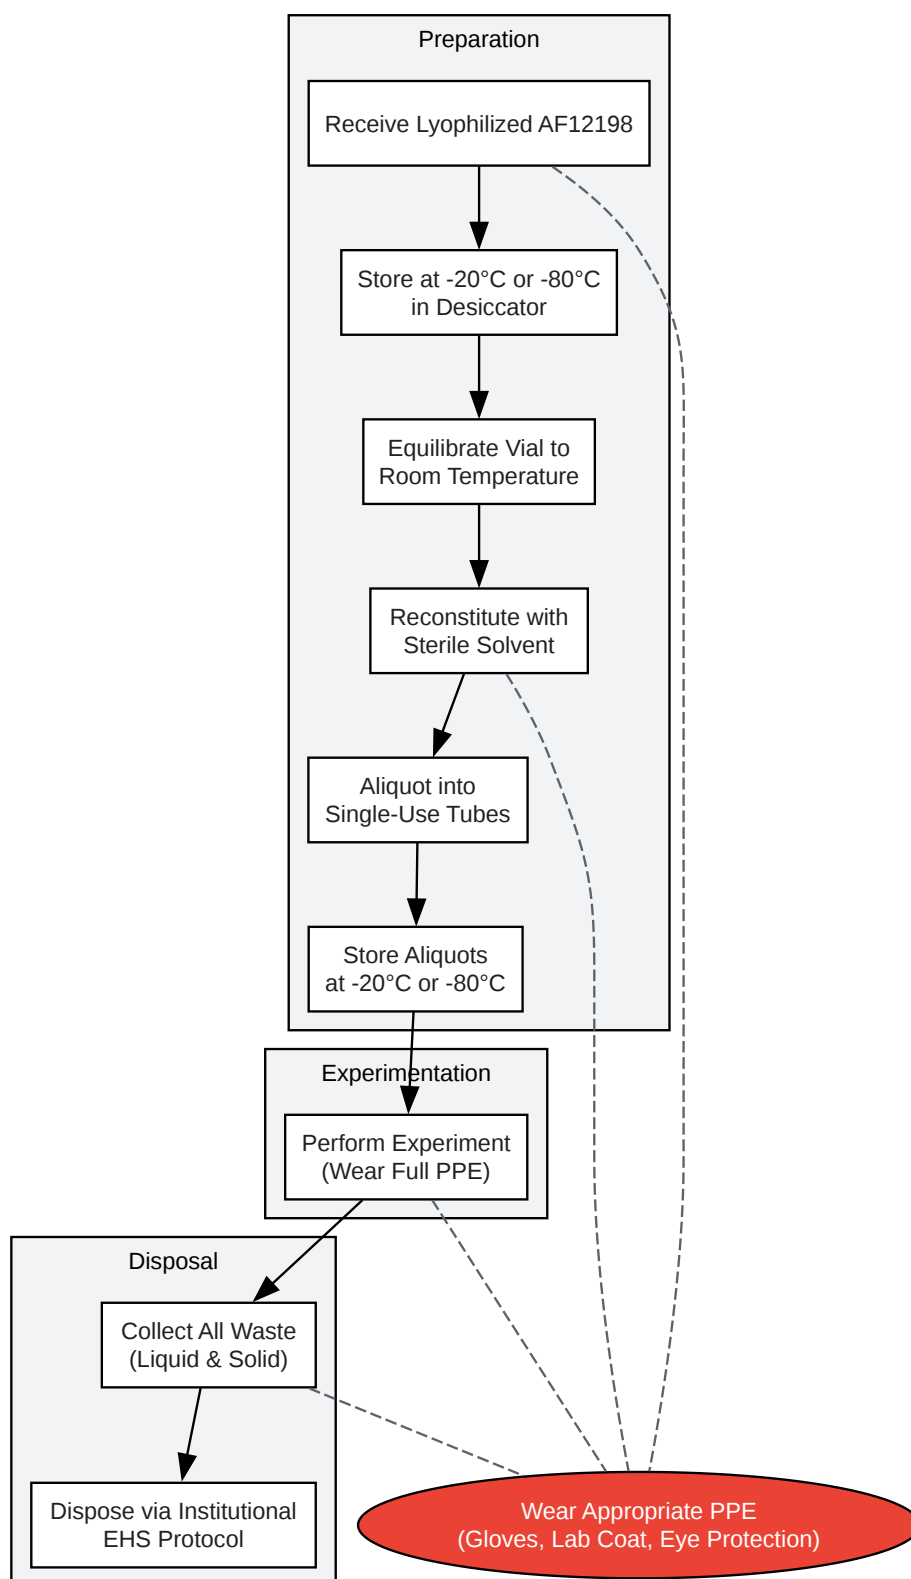 Preparation
Receive Lyophilized AF12198
Store at -20°C or -80°C
in Desiccator
Equilibrate Vial to
Room Temperature
Reconstitute with
Sterile Solvent
Aliquot into
Single-Use Tubes
Store Aliquots
at -20°C or -80°C
Experimentation
Perform Experiment
(Wear Full PPE)
Disposal
Collect All Waste
(Liquid & Solid)
Dispose via Institutional
EHS Protocol
Wear Appropriate PPE
(Gloves, Lab Coat, Eye Protection)